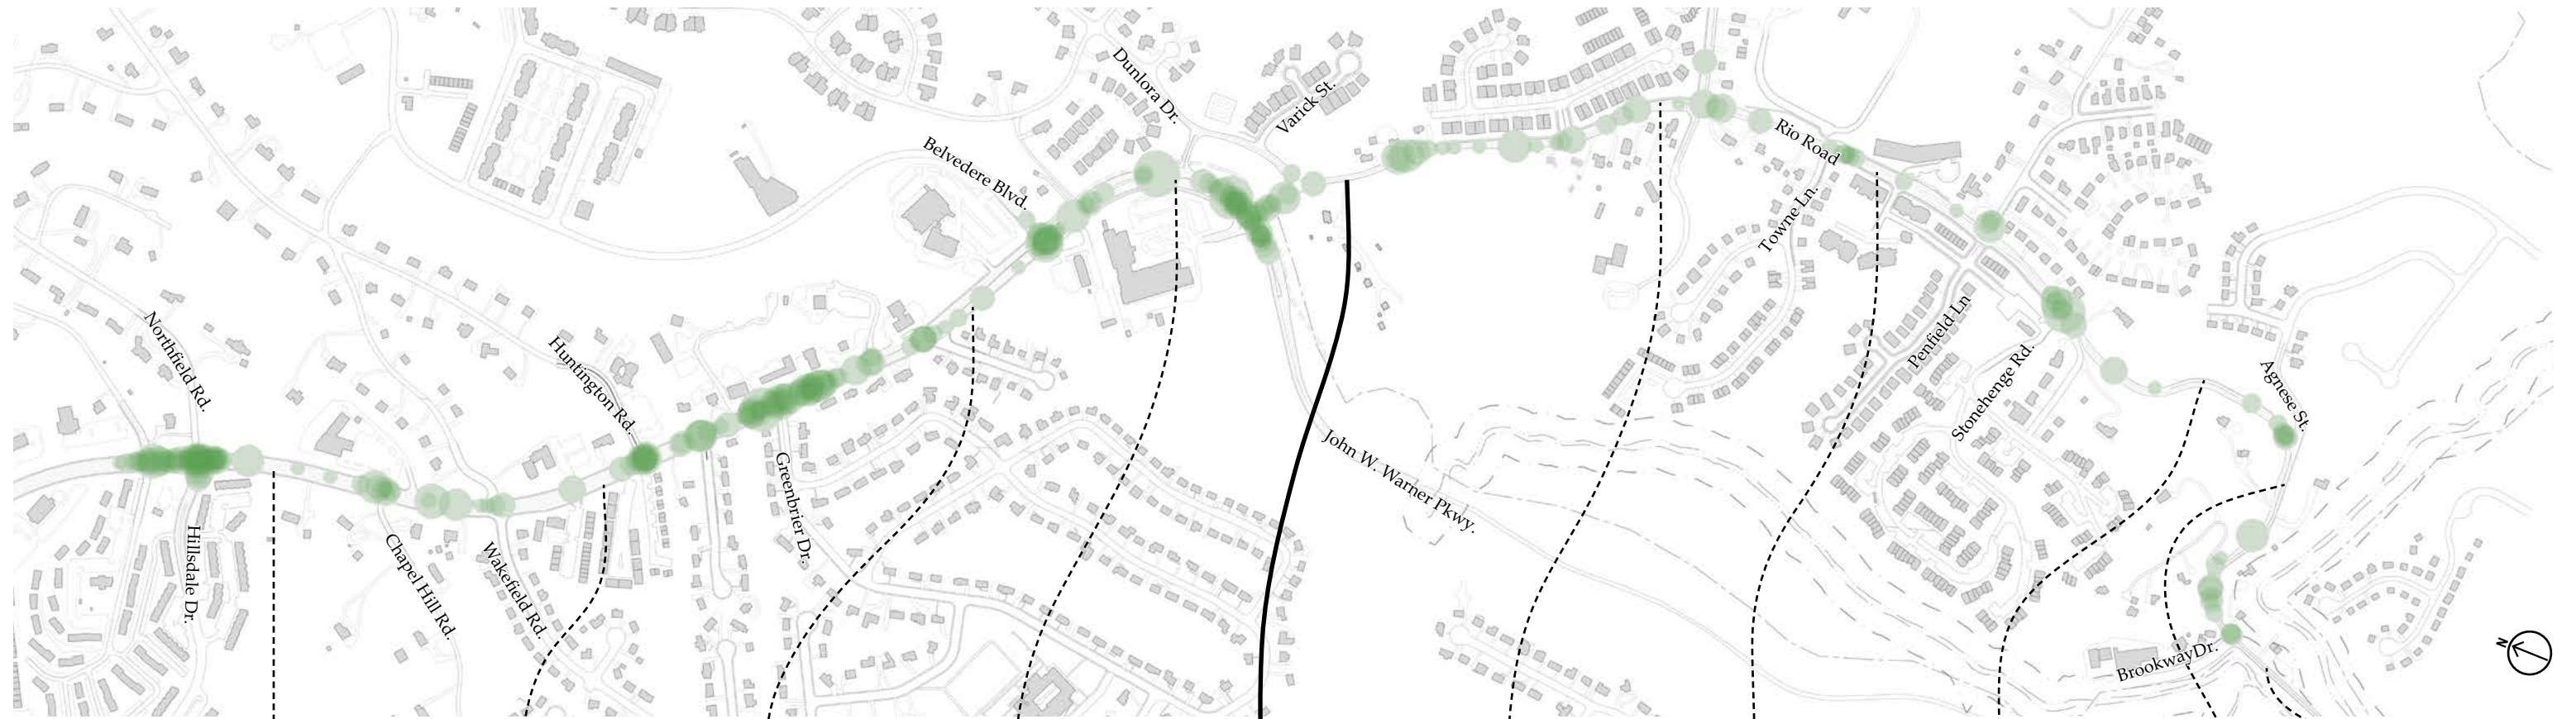 Dunlora Dr.
Varick St.
Belvedere Blvd.
Rio Road
Towne Ln.
Northfield Rd.
Huntington Rd.
Penfield Ln
Stonehenge Rd.
Agnese St.
Hillsdale Dr.
Chapel Hill Rd.
Wakefield Rd.
Greenbrier Dr.
John W. Warner Pkwy.
BrookwayDr.
N